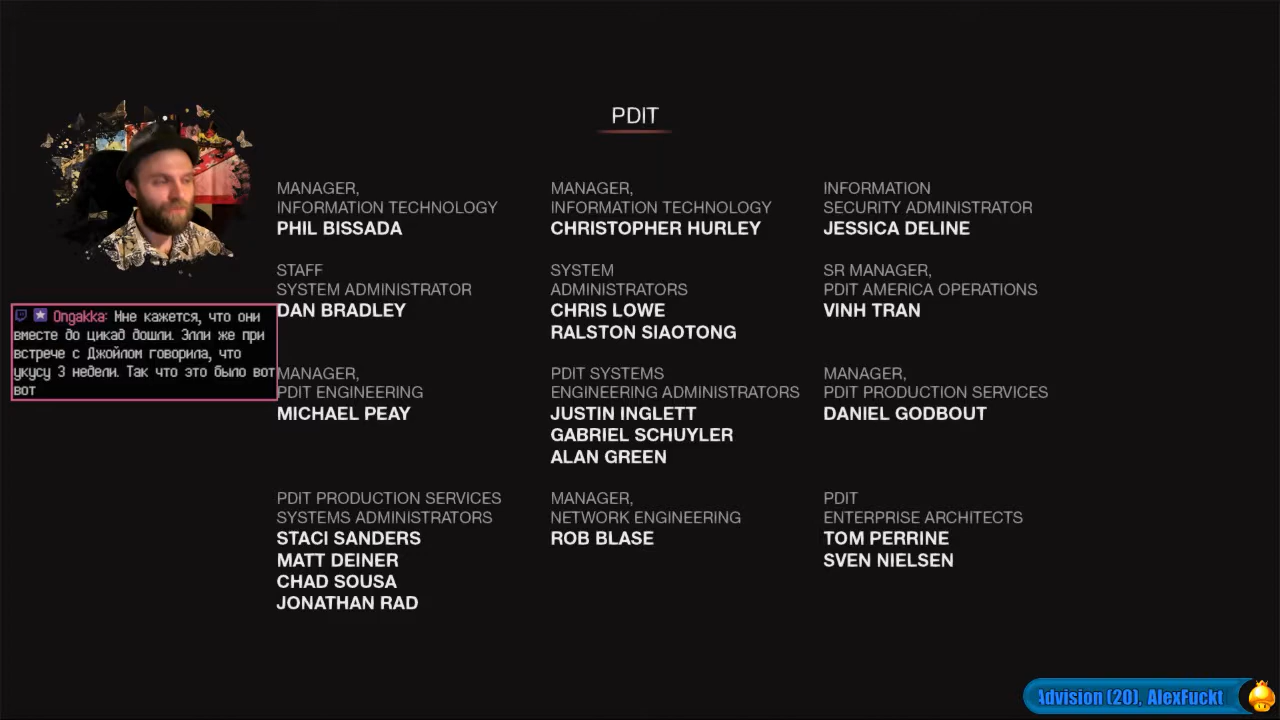 PDIT
MANAGER,
INFORMATION TECHNOLOGY
PHIL BISSADA
MANAGER,
INFORMATION TECHNOLOGY
CHRISTOPHER HURLEY
INFORMATION
SECURITY ADMINISTRATOR
JESSICA DELINE
STAFF
SYSTEM ADMINISTRATOR
DAN BRADLEY
SYSTEM
ADMINISTRATORS
CHRIS LOWE
RALSTON SIAOTONG
SR MANAGER,
PDIT AMERICA OPERATIONS
VINH TRAN
Ongakka: Мне кажется, что они
вместе до цикад дошли. Элли же при
встрече с Джойлом говорила, что
укусу 3 недели. Так что это было вот
вот
MANAGER,
PDIT ENGINEERING
MICHAEL PEAY
PDIT SYSTEMS
ENGINEERING ADMINISTRATORS
JUSTIN INGLETT
GABRIEL SCHUYLER
ALAN GREEN
MANAGER,
PDIT PRODUCTION SERVICES
DANIEL GODBOUT
PDIT PRODUCTION SERVICES
SYSTEMS ADMINISTRATORS
STACI SANDERS
MATT DEINER
CHAD SOUSA
JONATHAN RAD
MANAGER,
NETWORK ENGINEERING
ROB BLASE
PDIT
ENTERPRISE ARCHITECTS
TOM PERRINE
SVEN NIELSEN
Advision (20), AlexFuckt